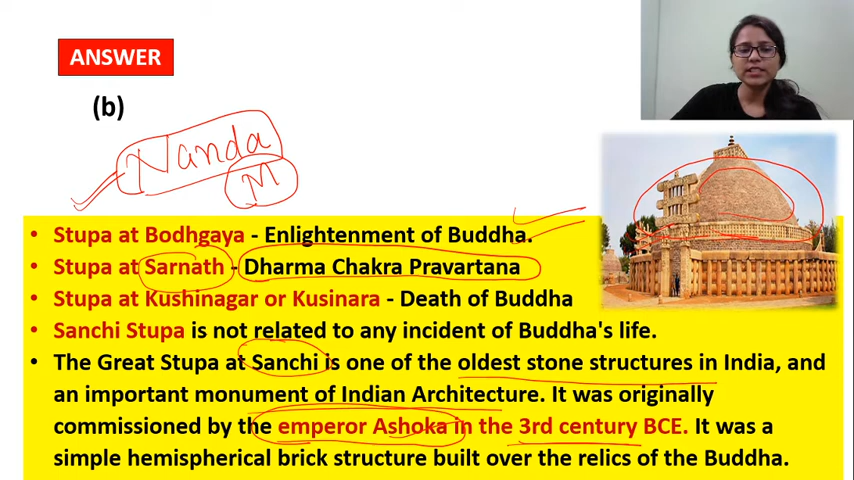 ANSWER
(b)
Nanda
M
• Stupa at Bodhgaya - Enlightenment of Buddha.
• Stupa at Sarnath - Dharma Chakra Pravartana
• Stupa at Kushinagar or Kusinara - Death of Buddha
• Sanchi Stupa is not related to any incident of Buddha's life.
• The Great Stupa at Sanchi is one of the oldest stone structures in India, and
an important monument of Indian Architecture. It was originally
commissioned by the emperor Ashoka in the 3rd century BCE. It was a
simple hemispherical brick structure built over the relics of the Buddha.